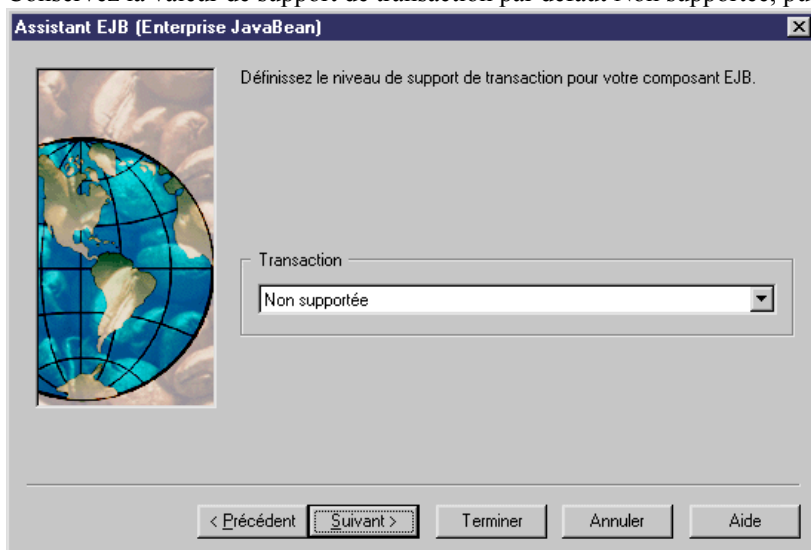 Conservez la valeur de support de transaction par défaut Non supportée, pu
Assistant EJB (Enterprise JavaBean)
Définissez le niveau de support de transaction pour votre composant EJB.
Transaction
Non supportée
< Précédent Suivant > Terminer Annuler Aide